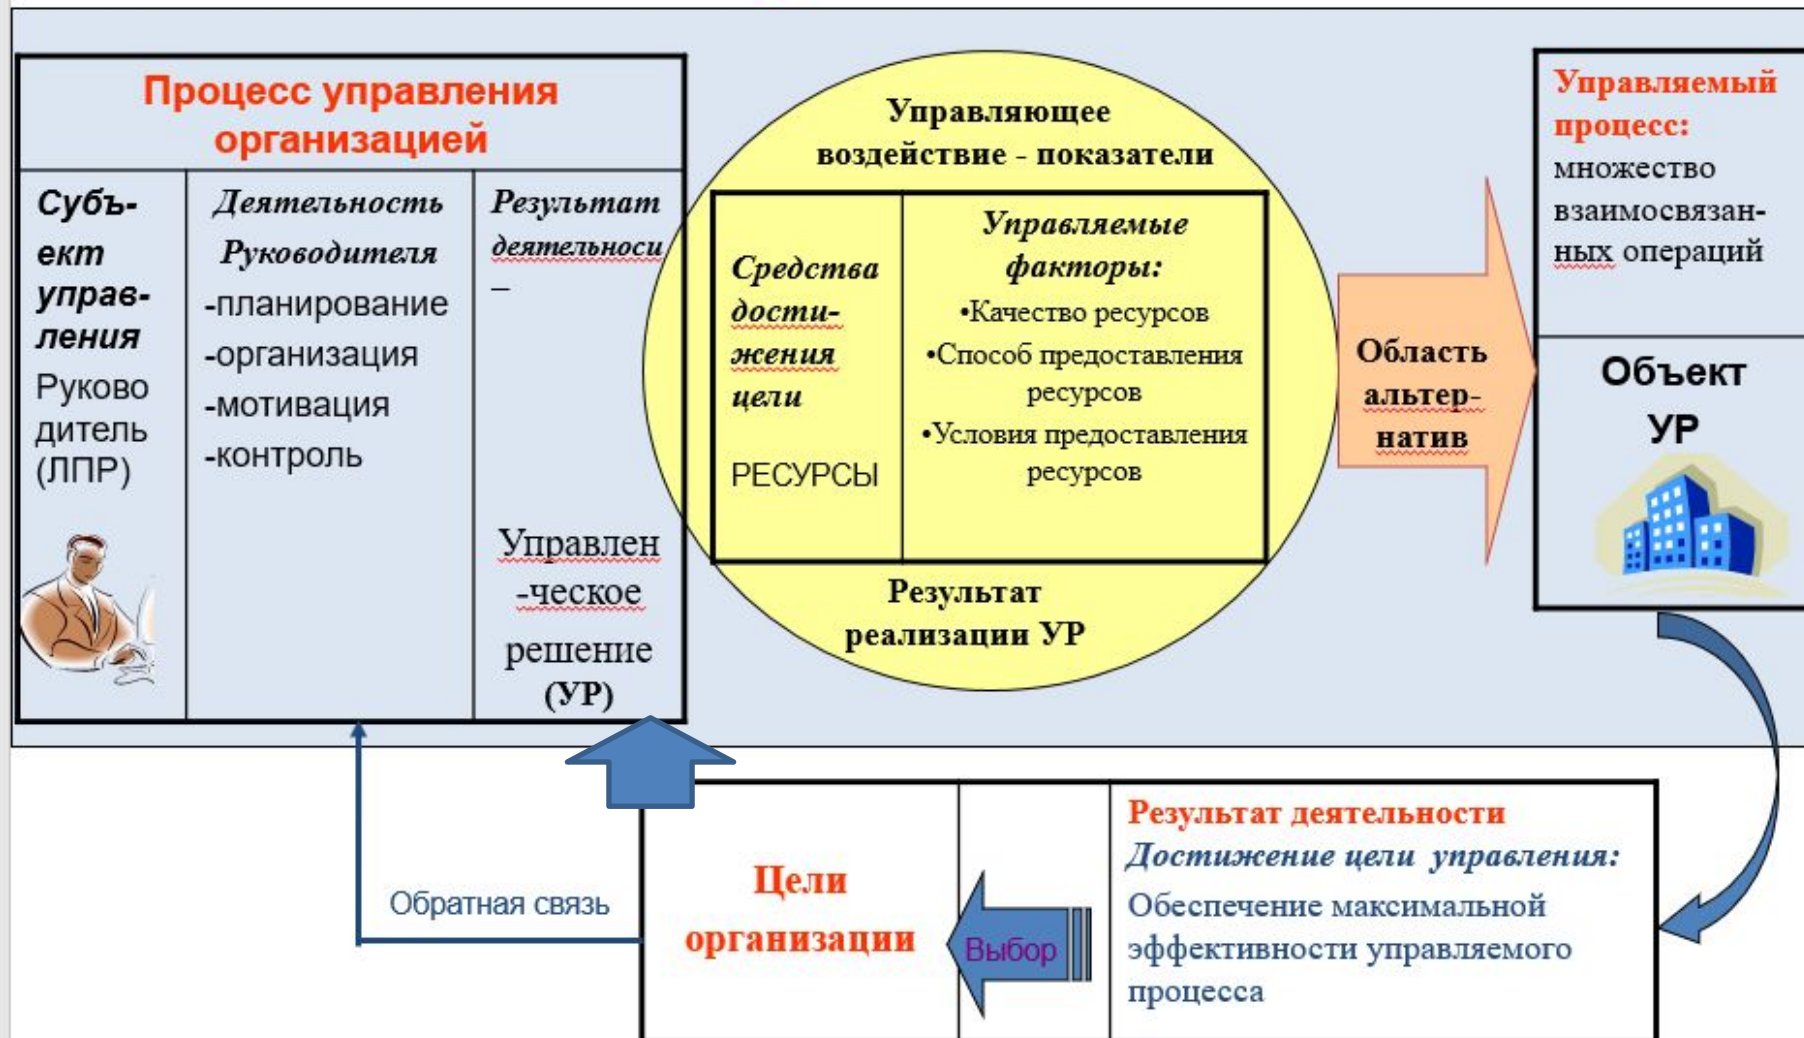 Процесс управления
организацией
Субъ-
ект
управ-
ления
Руково
дитель
(ЛПР)
Деятельность
Руководителя
-планирование
-организация
-мотивация
-контроль
Результат
деятельноси
–
Управлен
-ческое
решение
(УР)
Управляющее
воздействие - показатели
Средства
дости-
жения
цели
РЕСУРСЫ
Управляемые
факторы:
•Качество ресурсов
•Способ предоставления
ресурсов
•Условия предоставления
ресурсов
Результат
реализации УР
Область
альтер-
натив
Управляемый
процесс:
множество
взаимосвязан-
ных операций
Объект
УР
Обратная связь
Цели
организации
Выбор
Результат деятельности
Достижение цели управления:
Обеспечение максимальной
эффективности управляемого
процесса